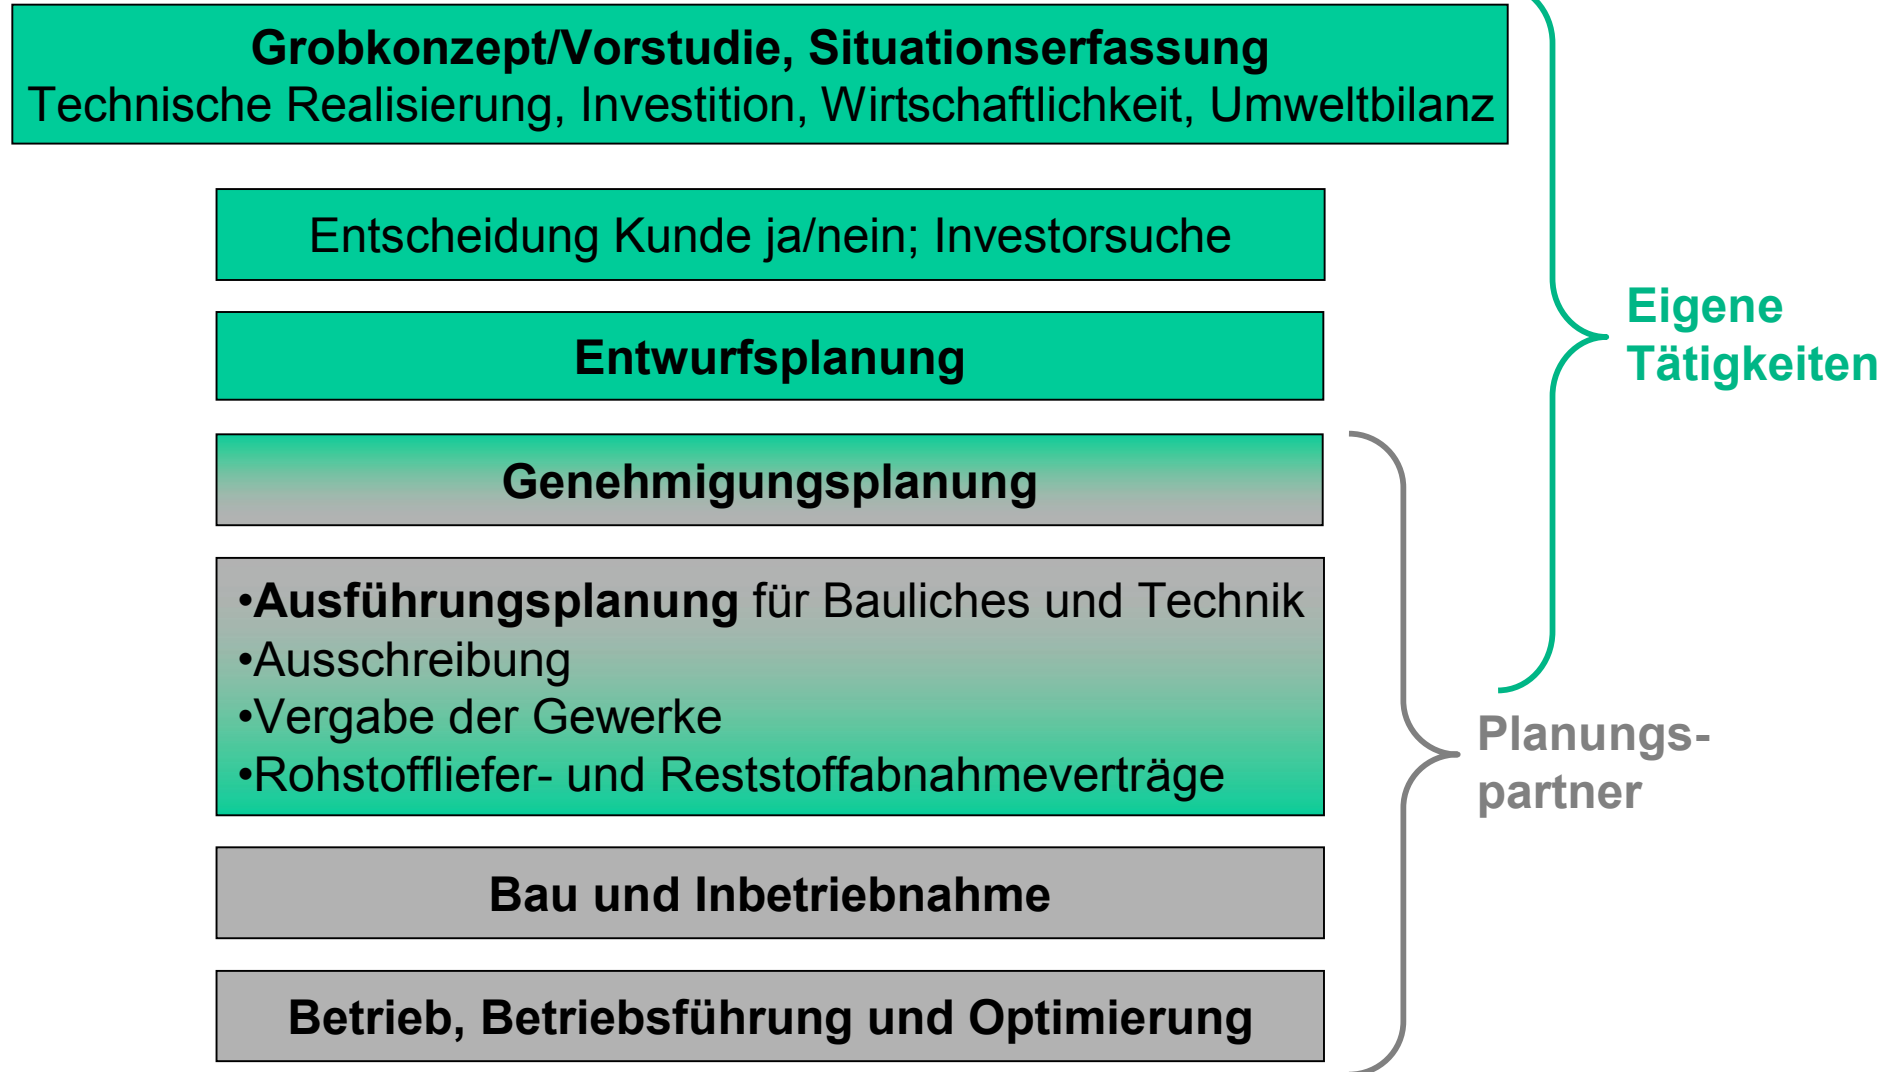 Grobkonzept/Vorstudie, Situationserfassung
Technische Realisierung, Investition, Wirtschaftlichkeit, Umweltbilanz
Entscheidung Kunde ja/nein; Investorsuche
Entwurfsplanung
Eigene
Tätigkeiten
Genehmigungsplanung
•Ausführungsplanung für Bauliches und Technik
•Ausschreibung
•Vergabe der Gewerke
•Rohstoffliefer- und Reststoffabnahmeverträge
Planungs-
partner
Bau und Inbetriebnahme
Betrieb, Betriebsführung und Optimierung